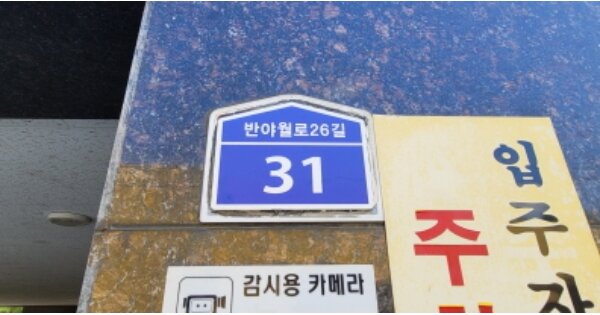 반야월로26길
31
입주자
주
감시용 카메라